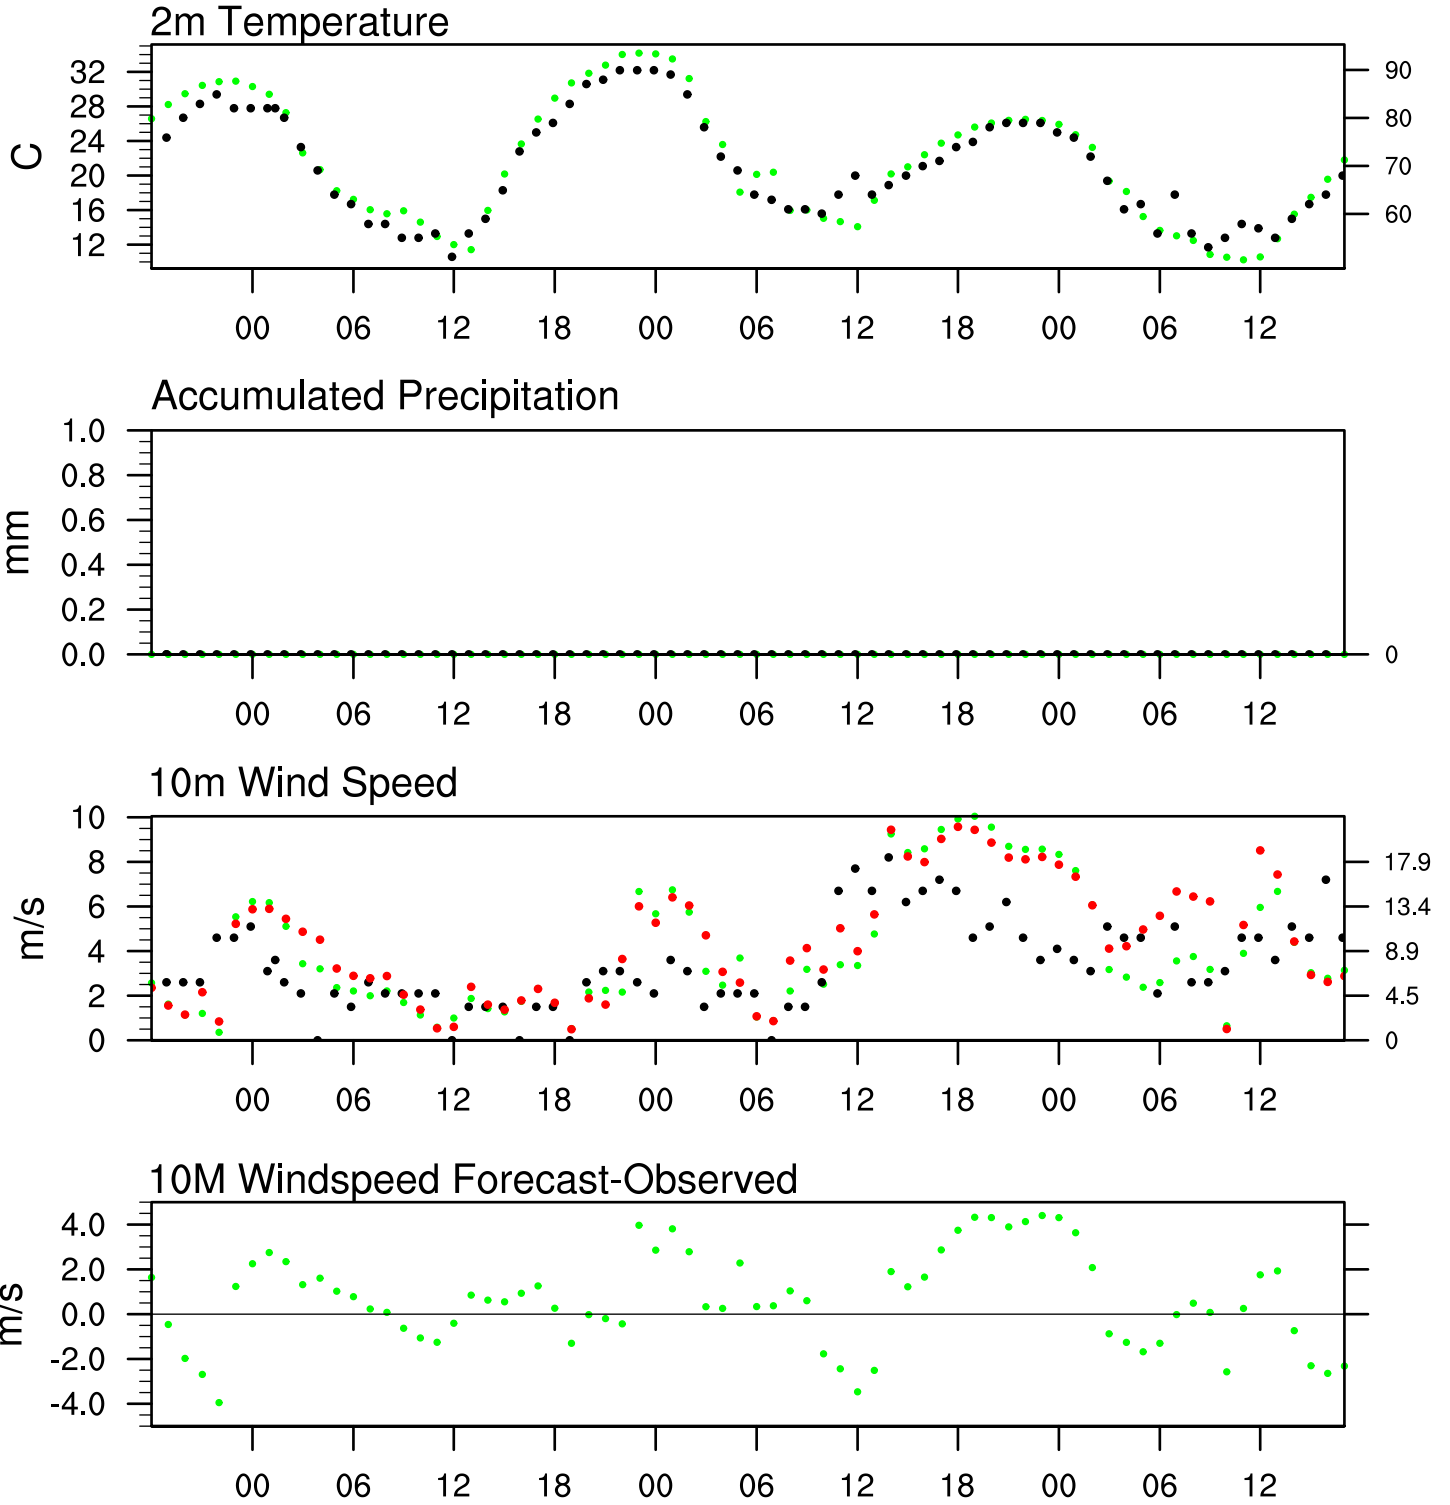 2m Temperature
32 90
28 80
24
20 70
16 60
12
C
00 06 12 18 00 06 12 18 00 06 12
Accumulated Precipitation
1.0
0.8
0.6
0.4
0.2
0.0 0
mm
00 06 12 18 00 06 12 18 00 06 12
10m Wind Speed
10
8 17.9
6 13.4
4 8.9
2 4.5
0 0
m/s
00 06 12 18 00 06 12 18 00 06 12
10M Windspeed Forecast-Observed
4.0
2.0
0.0
-2.0
-4.0
m/s
00 06 12 18 00 06 12 18 00 06 12